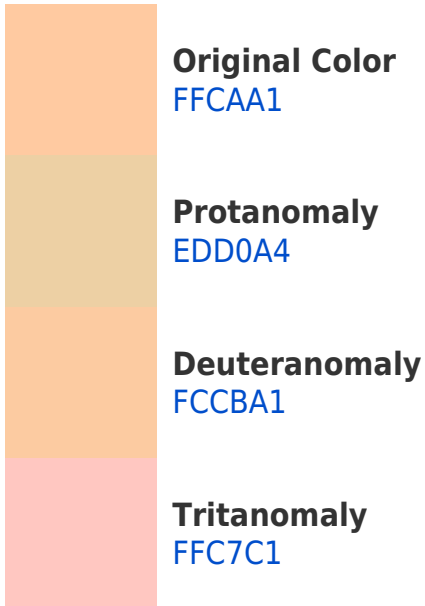 Original Color
FFCAA1
Protanomaly
EDD0A4
Deuteranomaly
FCCBA1
Tritanomaly
FFC7C1